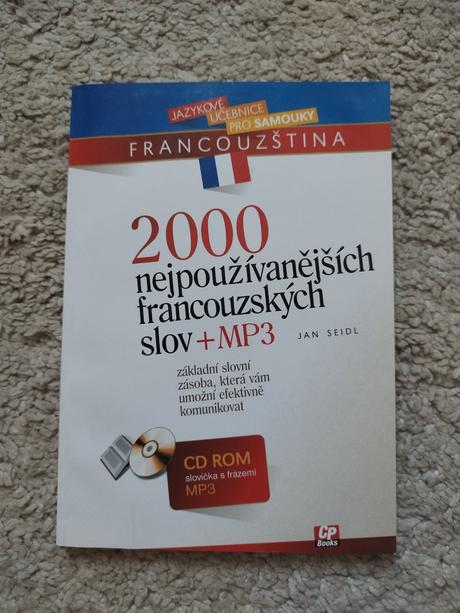 JAZYKOVÉ
UČEBNICE
PRO SAMOUKY
FRANCOUZŠTINA
2000
nejpoužívanějších
francouzských
slov + MP3
JAN SEIDL
základní slovní
zásoba, která vám
umožní efektivně
komunikovat
CD ROM
slovíčka s frázemi
MP3
CP
Books